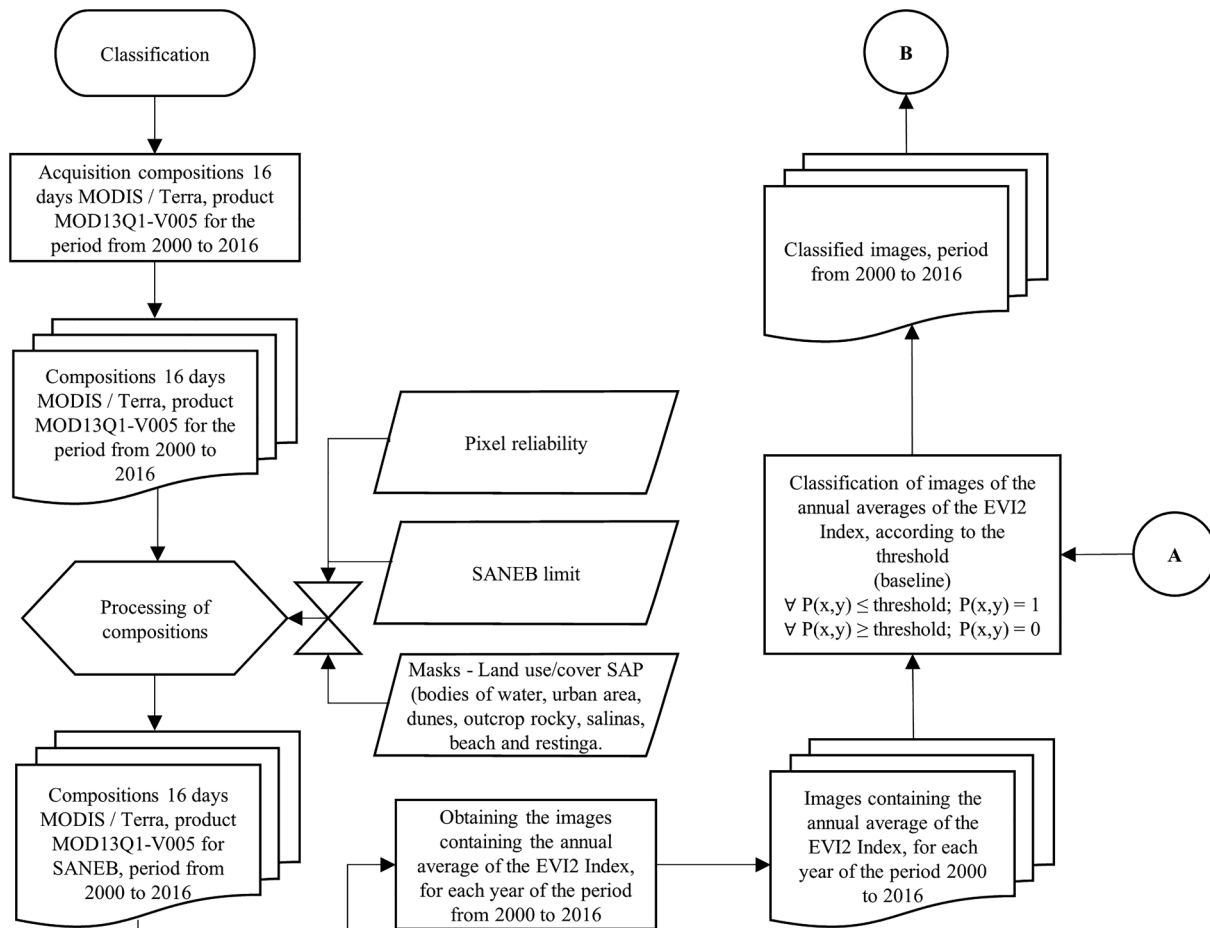 Classification
Acquisition compositions 16
days MODIS / Terra, product
MOD13Q1-V005 for the
period from 2000 to 2016
Compositions 16 days
MODIS / Terra, product
MOD13Q1-V005 for the
period from 2000 to
2016
Processing of
compositions
Pixel reliability
SANEB limit
Masks - Land use/cover SAP
(bodies of water, urban area,
dunes, outcrop rocky, salinas,
beach and restinga.
Compositions 16 days
MODIS / Terra, product
MOD13Q1-V005 for
SANEB, period from
2000 to 2016
Obtaining the images
containing the annual
average of the EVI2 Index,
for each year of the period
from 2000 to 2016
Images containing the
annual average of the
EVI2 Index, for each
year of the period 2000
to 2016
Classification of images of the
annual averages of the EVI2
Index, according to the
threshold
(baseline)
∀ P(x,y) ≤ threshold; P(x,y) = 1
∀ P(x,y) ≥ threshold; P(x,y) = 0
A
Classified images, period
from 2000 to 2016
B